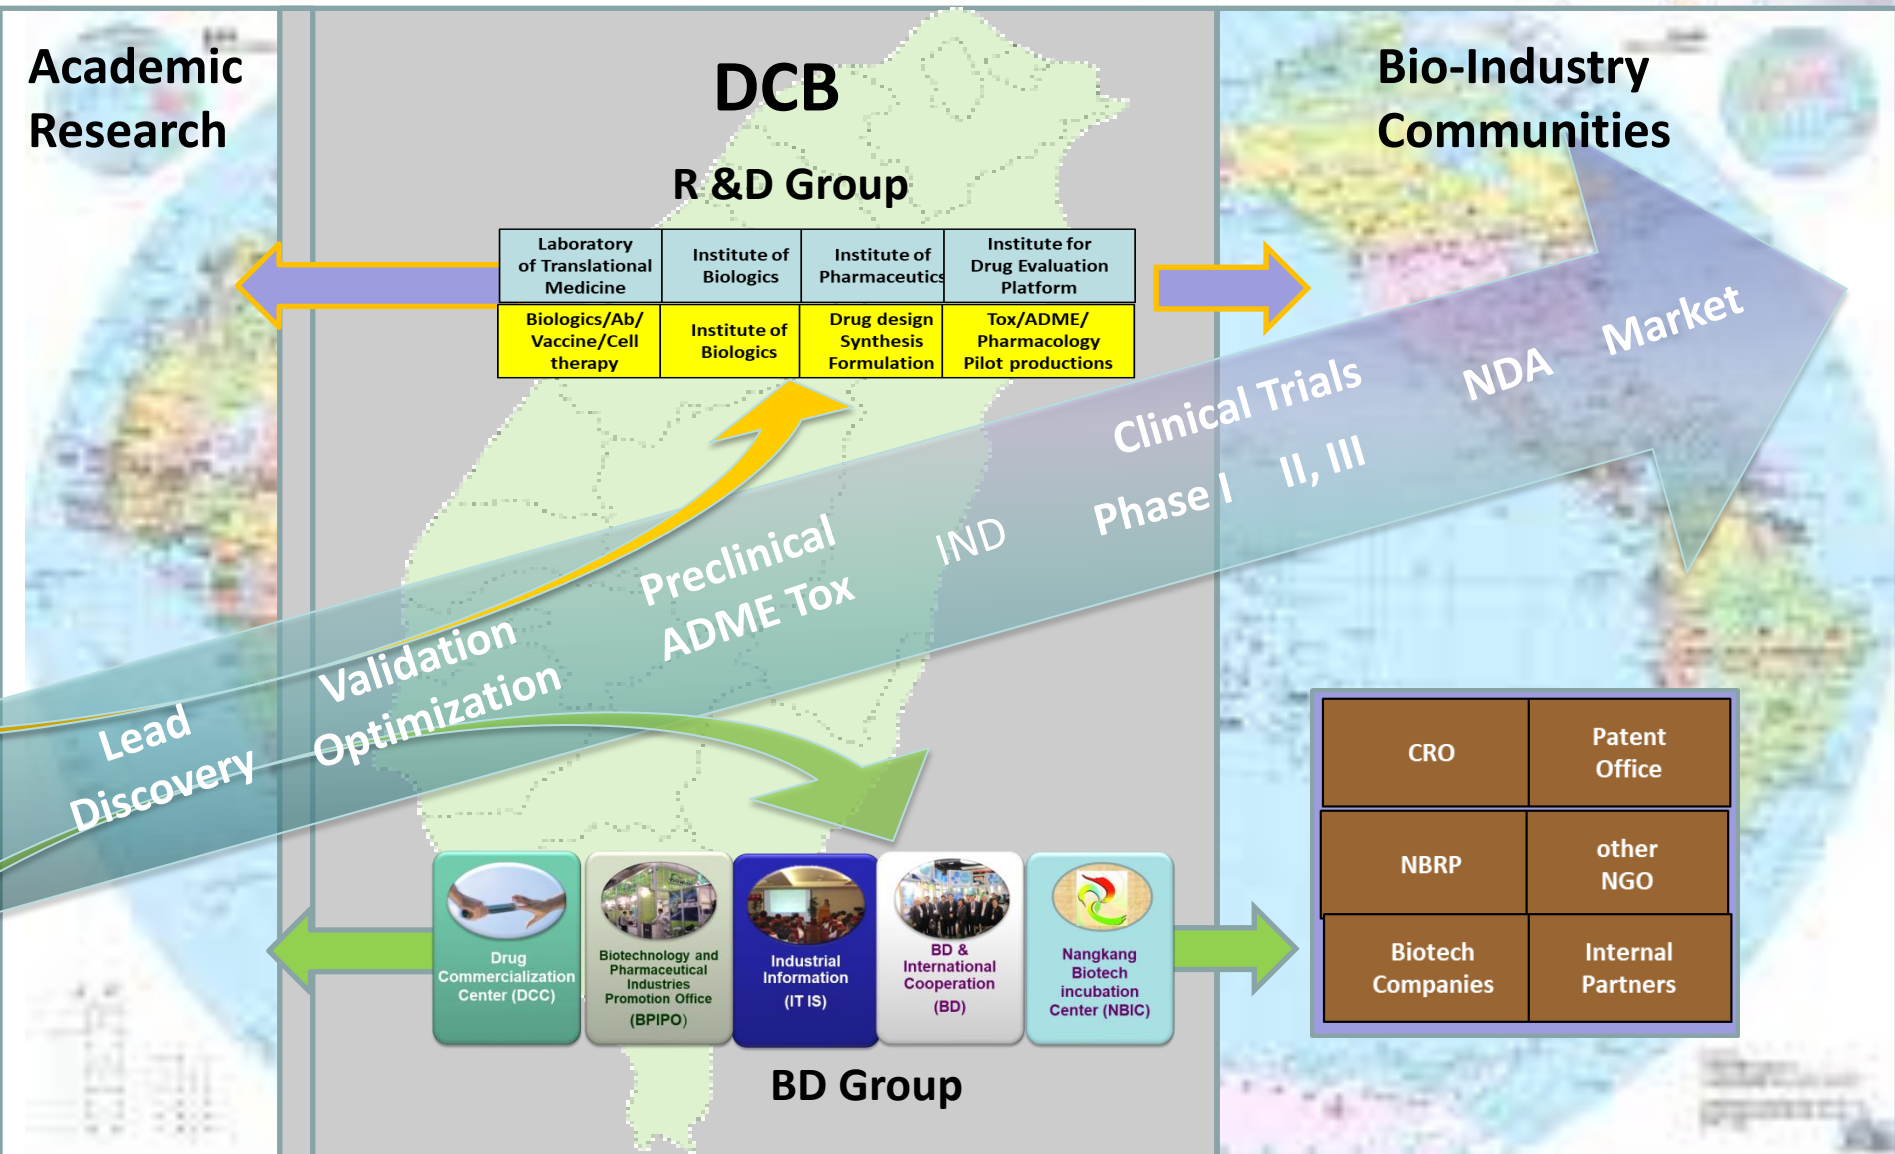 Academic
Research
DCB
R &D Group
Bio-Industry
Communities
Laboratory
of Translational
Medicine
Institute of
Biologics
Institute of
Pharmaceutics
Institute for
Drug Evaluation
Platform
Biologics/Ab/
Vaccine/Cell
therapy
Institute of
Biologics
Drug design
Synthesis
Formulation
Tox/ADME/
Pharmacology
Pilot productions
Lead
Discovery
Validation
Optimization
Preclinical
ADME Tox
IND
Clinical Trials
Phase I II, III
NDA
Market
Drug
Commercialization
Center (DCC)
Biotechnology and
Pharmaceutical
Industries
Promotion Office
(BPIPO)
Industrial
Information
(IT IS)
BD &
International
Cooperation
(BD)
Nangkang
Biotech
incubation
Center (NBIC)
BD Group
CRO
Patent
Office
NBRP
other
NGO
Biotech
Companies
Internal
Partners